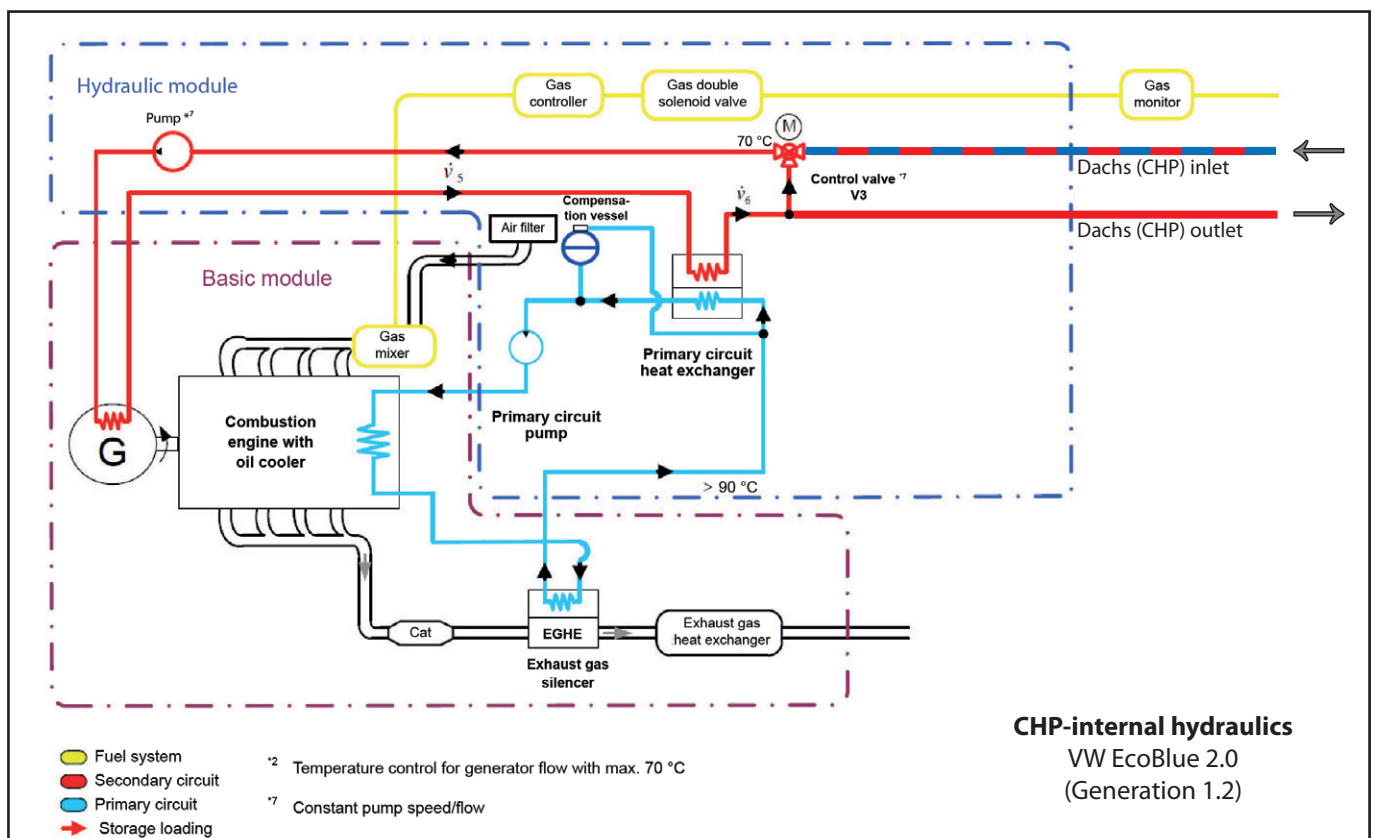 Hydraulic module
Gas
controller
Gas double
solenoid valve
Gas
monitor
Pump *7
M
70 °C
Dachs (CHP) inlet
v̇ 5
Control valve *7
V3
v̇6
Compensa-
tion vessel
Air filter
Dachs (CHP) outlet
Basic module
Gas
mixer
Primary circuit
heat exchanger
Primary circuit
pump
Combustion
engine with
oil cooler
G
> 90 °C
Cat
EGHE
Exhaust gas
heat exchanger
Exhaust gas
silencer
CHP-internal hydraulics
VW EcoBlue 2.0
(Generation 1.2)
Fuel system
Secondary circuit
Primary circuit
Storage loading
*2 Temperature control for generator flow with max. 70 °C
*7 Constant pump speed/flow